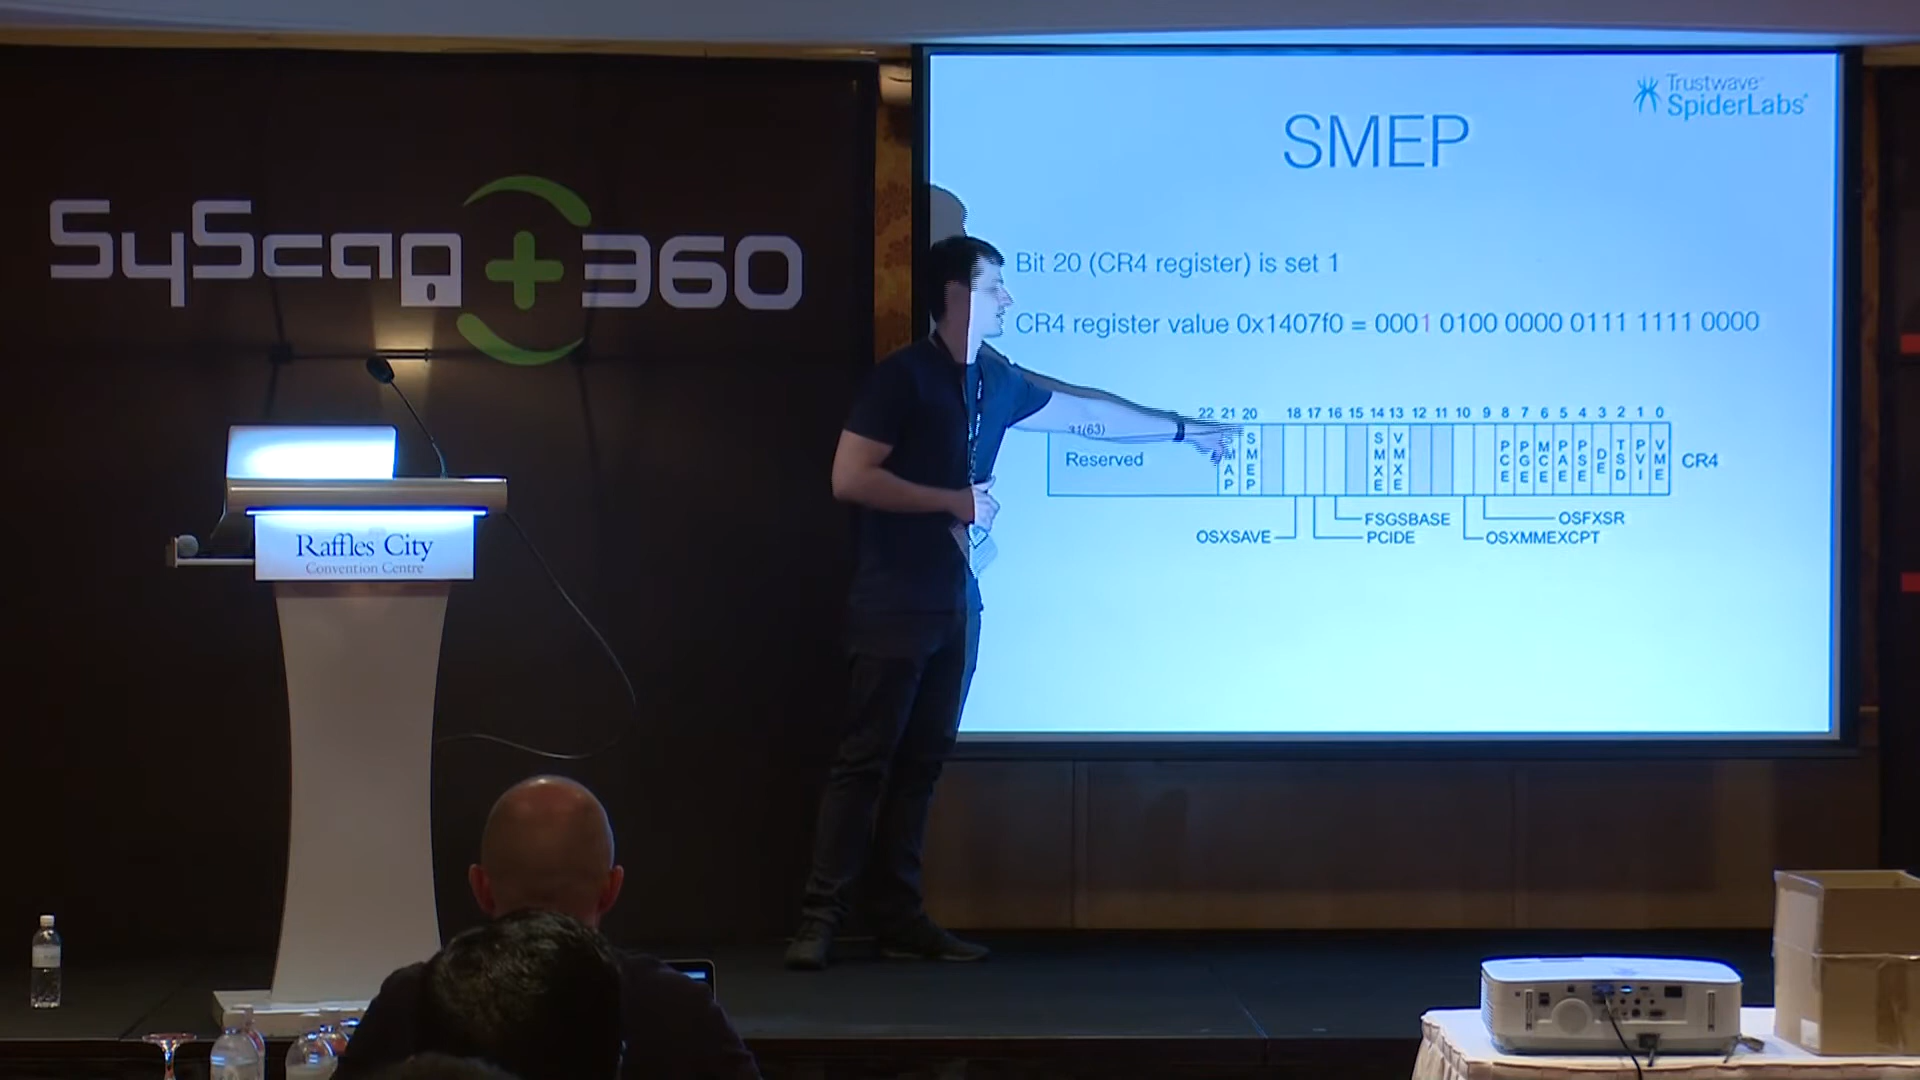 SyScan+360
Raffles City
Convention Centre
Trustwave
SpiderLabs
SMEP
Bit 20 (CR4 register) is set 1
CR4 register value 0x1407f0 = 0001 0100 0000 0111 1111 0000
22 21 20 18 17 16 15 14 13 12 11 10 9 8 7 6 5 4 3 2 1 0
31(63)
Reserved
SMAP SMEP SMXE VMXE PCE PGE MCE PAE PSE DE TSD PVI VME CR4
FSGSBASE OSFXSR
OSXSAVE PCIDE OSXMMEXCPT